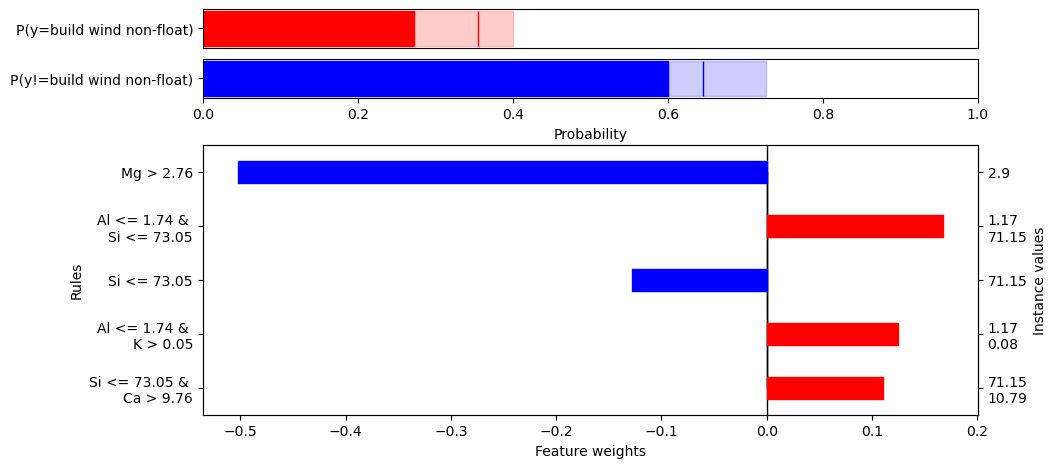 P(y=build wind non-float)
P(y!=build wind non-float)
0.0 0.2 0.4 0.6 0.8 1.0
Probability
Rules
Mg > 2.76
2.9
Al <= 1.74 &
Si <= 73.05
1.17
71.15
Si <= 73.05
71.15
Al <= 1.74 &
K > 0.05
1.17
0.08
Si <= 73.05 &
Ca > 9.76
71.15
10.79
Instance values
−0.5 −0.4 −0.3 −0.2 −0.1 0.0 0.1 0.2
Feature weights